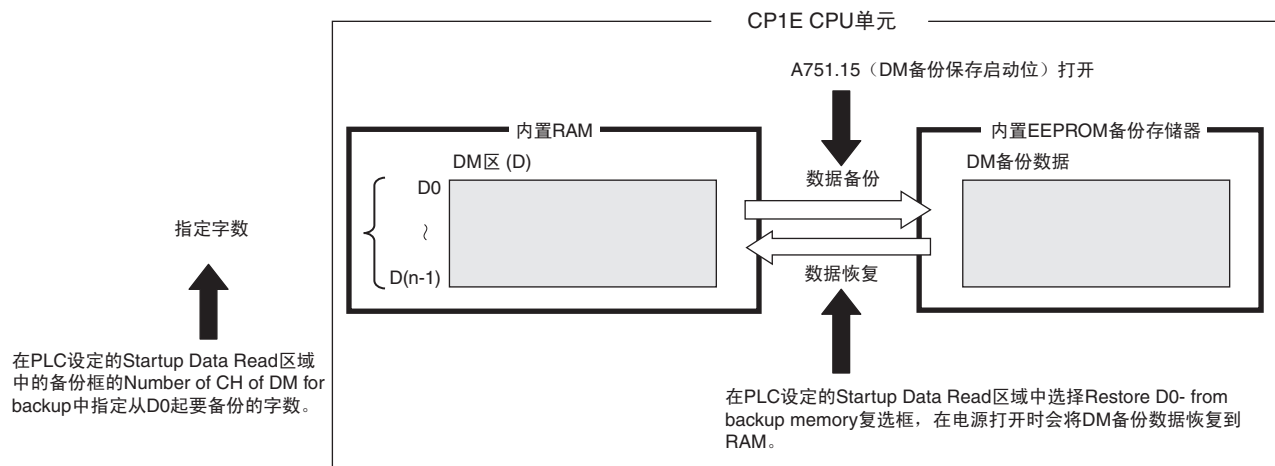 CP1E CPU单元
A751.15（DM备份保存启动位）打开
内置RAM
内置EEPROM备份存储器
DM区 (D)
DM备份数据
D0
~
D(n-1)
数据备份
数据恢复
指定字数
在PLC设定的Startup Data Read区域
中的备份框的Number of CH of DM for
backup中指定从D0起要备份的字数。
在PLC设定的Startup Data Read区域中选择Restore D0- from
backup memory复选框，在电源打开时会将DM备份数据恢复到
RAM。